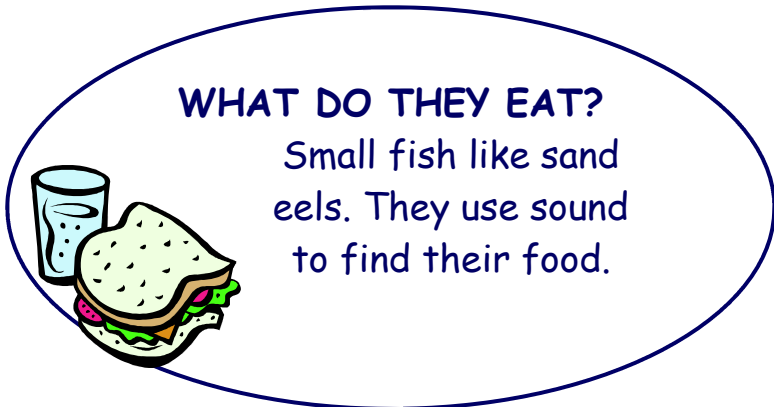 WHAT DO THEY EAT?
Small fish like sand
eels. They use sound
to find their food.